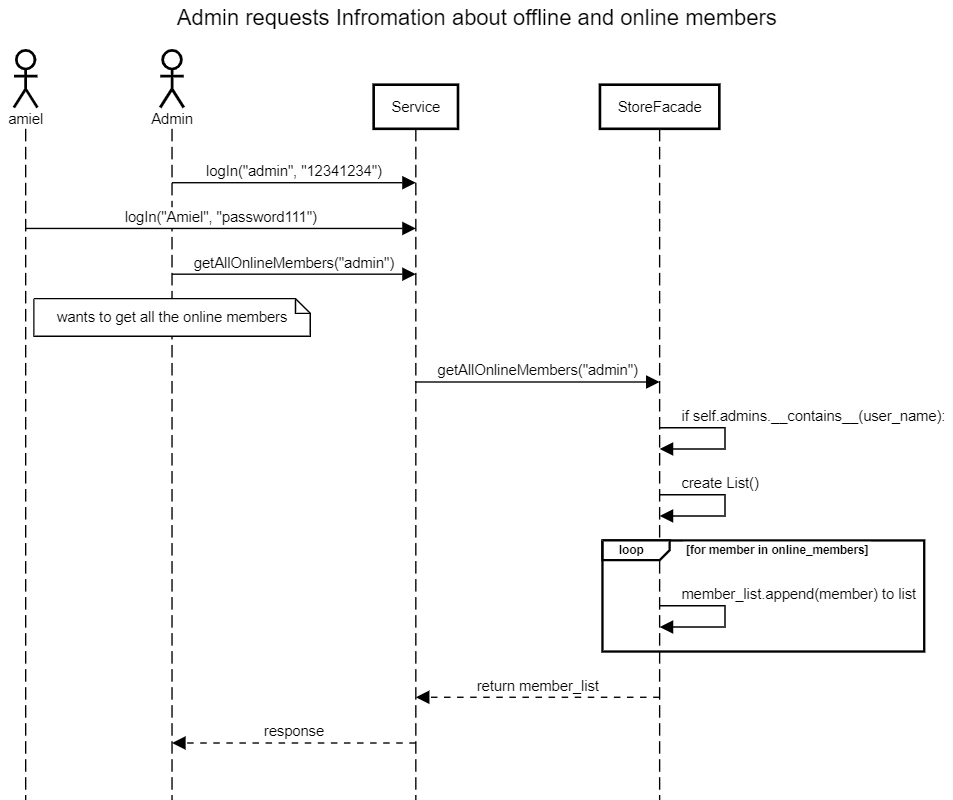 Admin requests Infromation about offline and online members
amiel
Admin
Service
StoreFacade
logIn("admin", "12341234")
logIn("Amiel", "password111")
getAllOnlineMembers("admin")
wants to get all the online members
getAllOnlineMembers("admin")
if self.admins.__contains__(user_name):
create List()
loop
[for member in online_members]
member_list.append(member) to list
return member_list
response